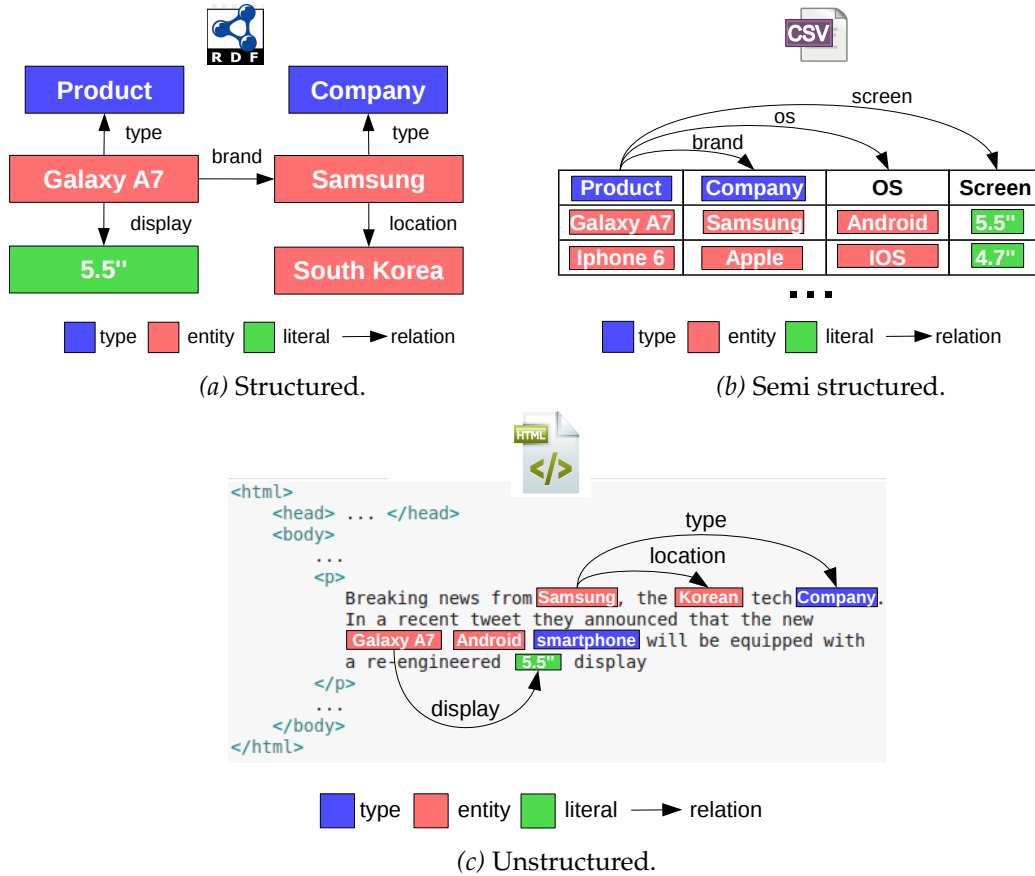 RDF
Product
Company
type
type
brand
Galaxy A7
Samsung
display
location
5.5"
South Korea
type entity literal relation
(a) Structured.
CSV
screen
os
brand
Product Company OS Screen
Galaxy A7 Samsung Android 5.5"
Iphone 6 Apple IOS 4.7"
...
type entity literal relation
(b) Semi structured.
HTML
</>
<html>
<head> ... </head>
<body>
...
<p>
type
location
Breaking news from Samsung, the Korean tech Company.
In a recent tweet they announced that the new
Galaxy A7 Android smartphone will be equipped with
a re-engineered 5.5" display
</p>
...
display
</body>
</html>
type entity literal relation
(c) Unstructured.